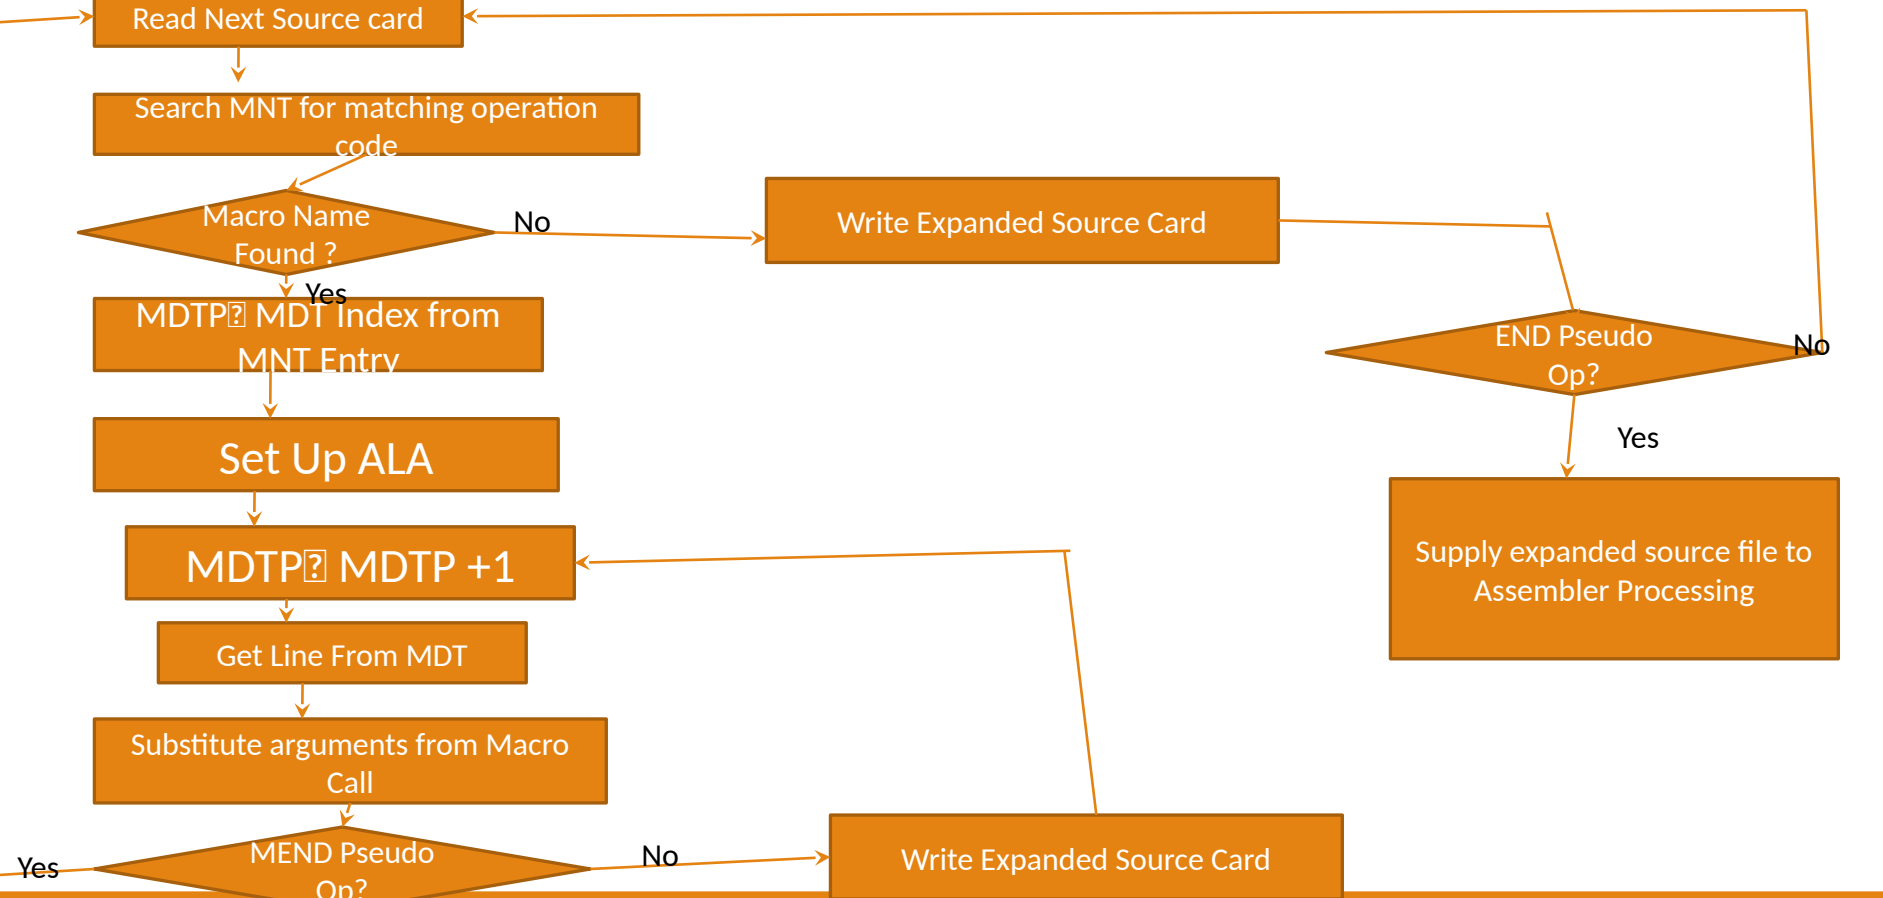 Read Next Source card
Search MNT for matching operation
code
Macro Name
Found ?
No
Write Expanded Source Card
Yes
MDTP MDT Index from
MNT Entry
END Pseudo
Op?
No
Yes
Set Up ALA
Supply expanded source file to
Assembler Processing
MDTP MDTP +1
Get Line From MDT
Substitute arguments from Macro
Call
MEND Pseudo
Op?
Yes
No
Write Expanded Source Card